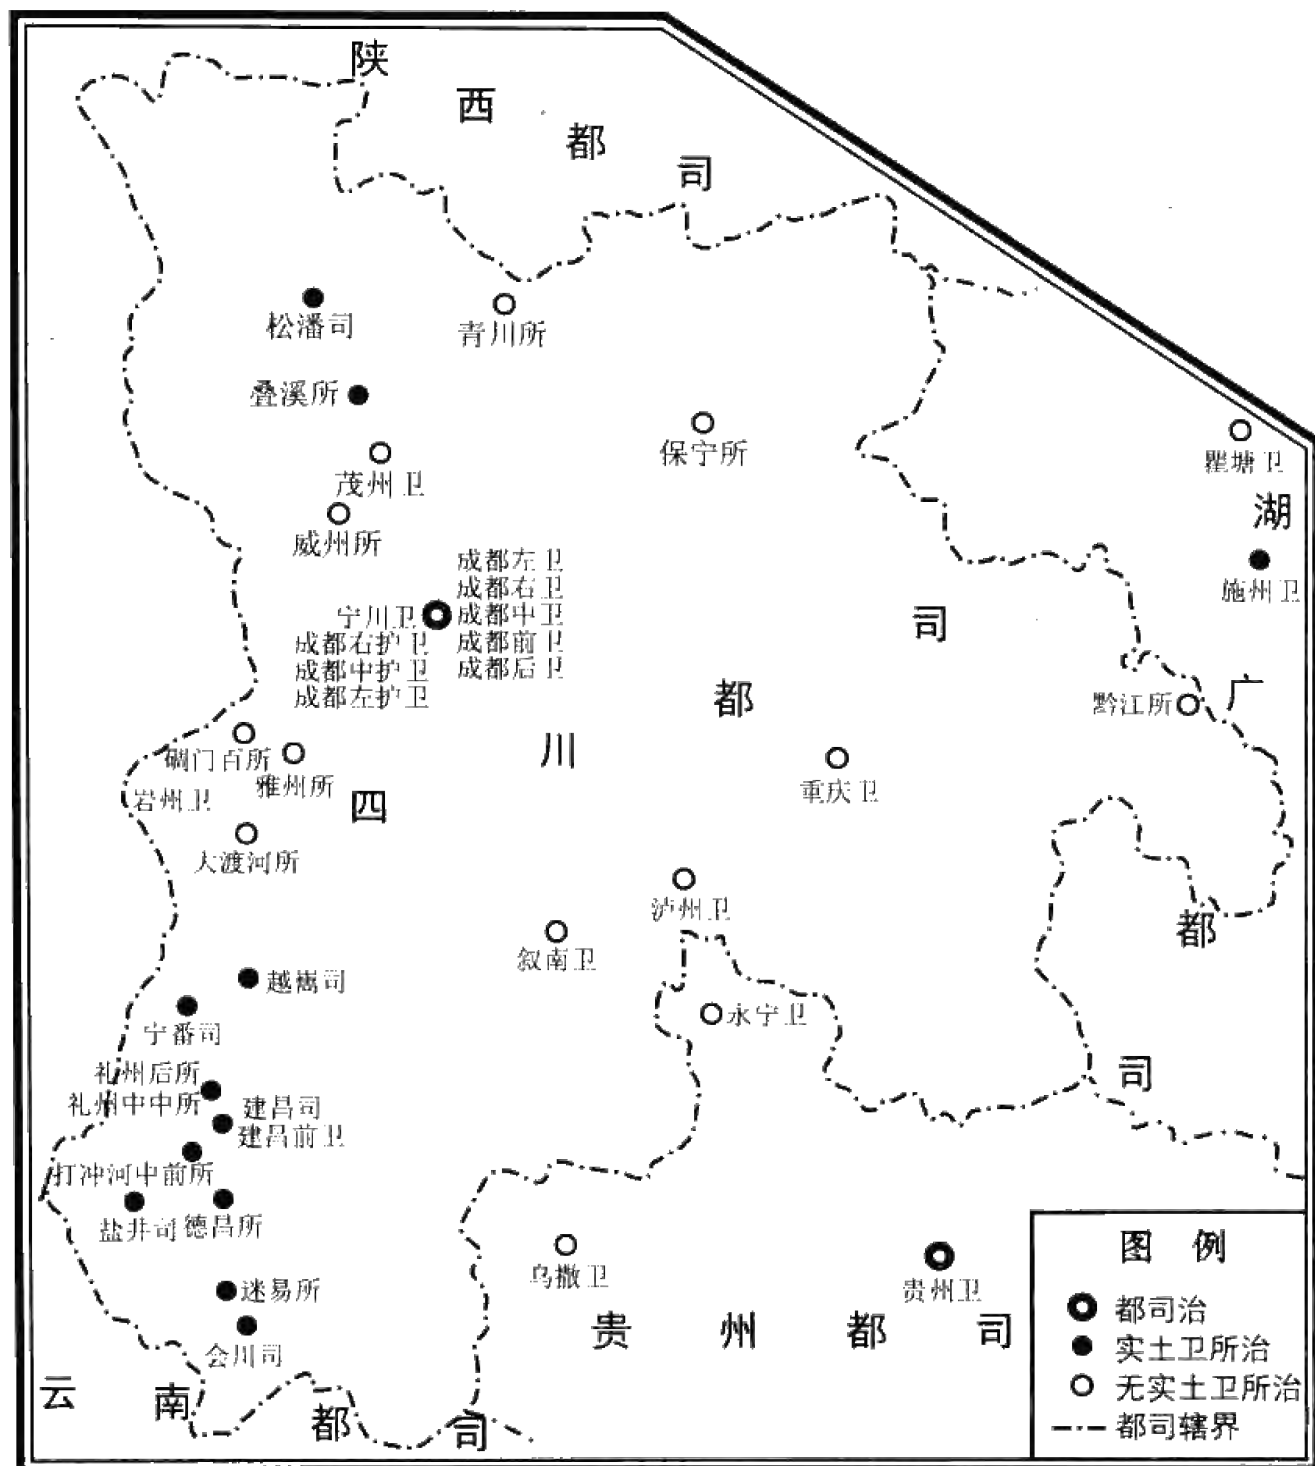 陕西都司
松潘司
青川所
叠溪所
保宁所
瞿塘卫
茂州卫
威州所
湖广都司
施州卫
成都左卫
成都右卫
宁川卫
成都中卫
成都右护卫
成都前卫
成都中护卫
成都后卫
成都左护卫
四川都司
黔江所
碉门百所
雅州所
岩州卫
重庆卫
大渡河所
泸州卫
叙南卫
越嶲司
宁番司
永宁卫
礼州后所
礼州中中所
建昌司
建昌前卫
打冲河中前所
盐井司
德昌所
乌撒卫
贵州卫
迷易所
会川司
贵州都司
云南都司
图例
都司治
实土卫所治
无实土卫所治
都司辖界